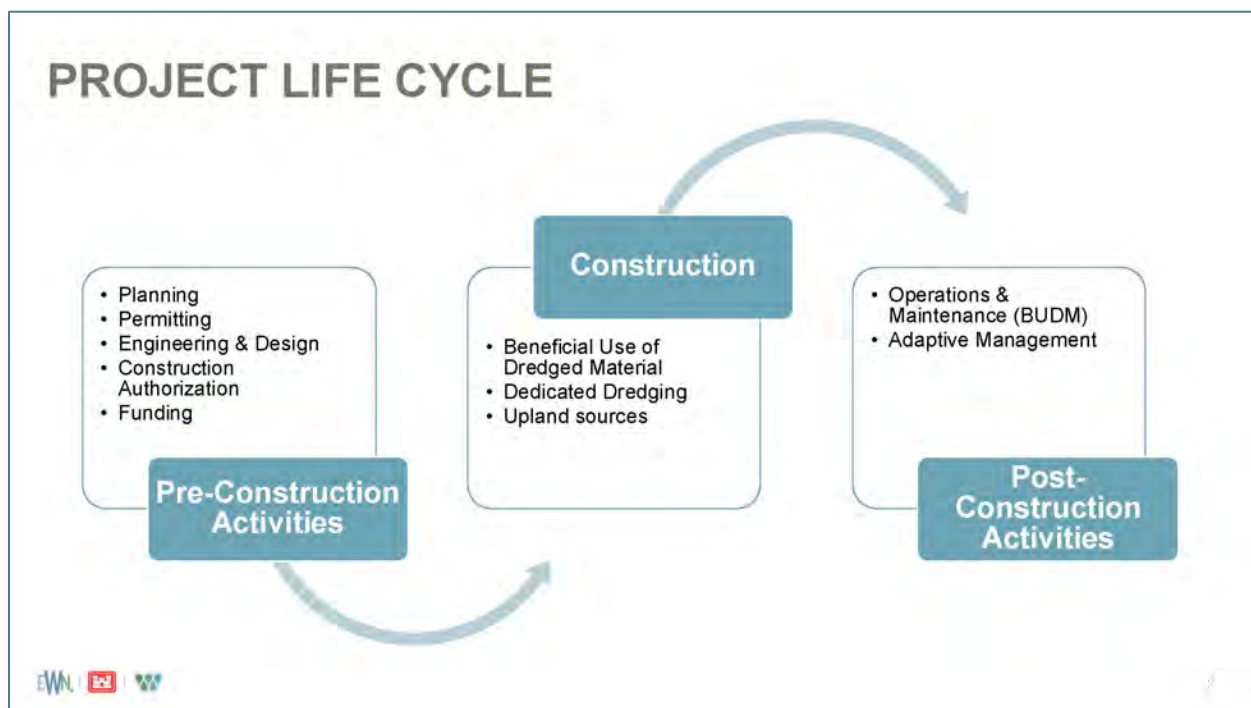 PROJECT LIFE CYCLE
• Planning
• Permitting
• Engineering & Design
• Construction
Authorization
• Funding
Pre-Construction
Activities
Construction
• Beneficial Use of
Dredged Material
• Dedicated Dredging
• Upland sources
• Operations &
Maintenance (BUDM)
• Adaptive Management
Post-
Construction
Activities
EWN